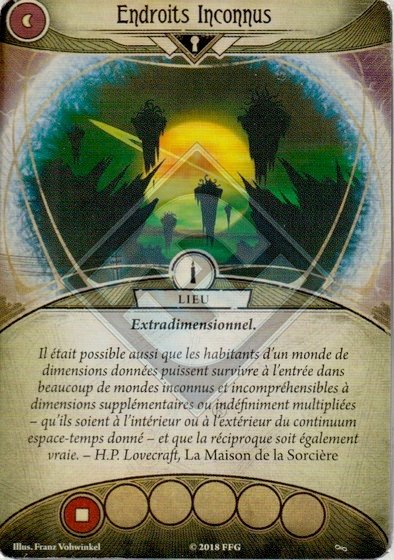 Endroits Inconnus
LIEU
Extradimensionnel.
Il était possible aussi que les habitants d'un monde de
dimensions données puissent survivre à l'entrée dans
beaucoup de mondes inconnus et incompréhensibles à
dimensions supplémentaires ou indéfiniment multipliées
– qu'ils soient à l'intérieur ou à l'extérieur du continuum
espace-temps donné – et que la réciproque soit également
vraie. – H.P. Lovecraft, La Maison de la Sorcière
Illus. Franz Vohwinkel
© 2018 FFG